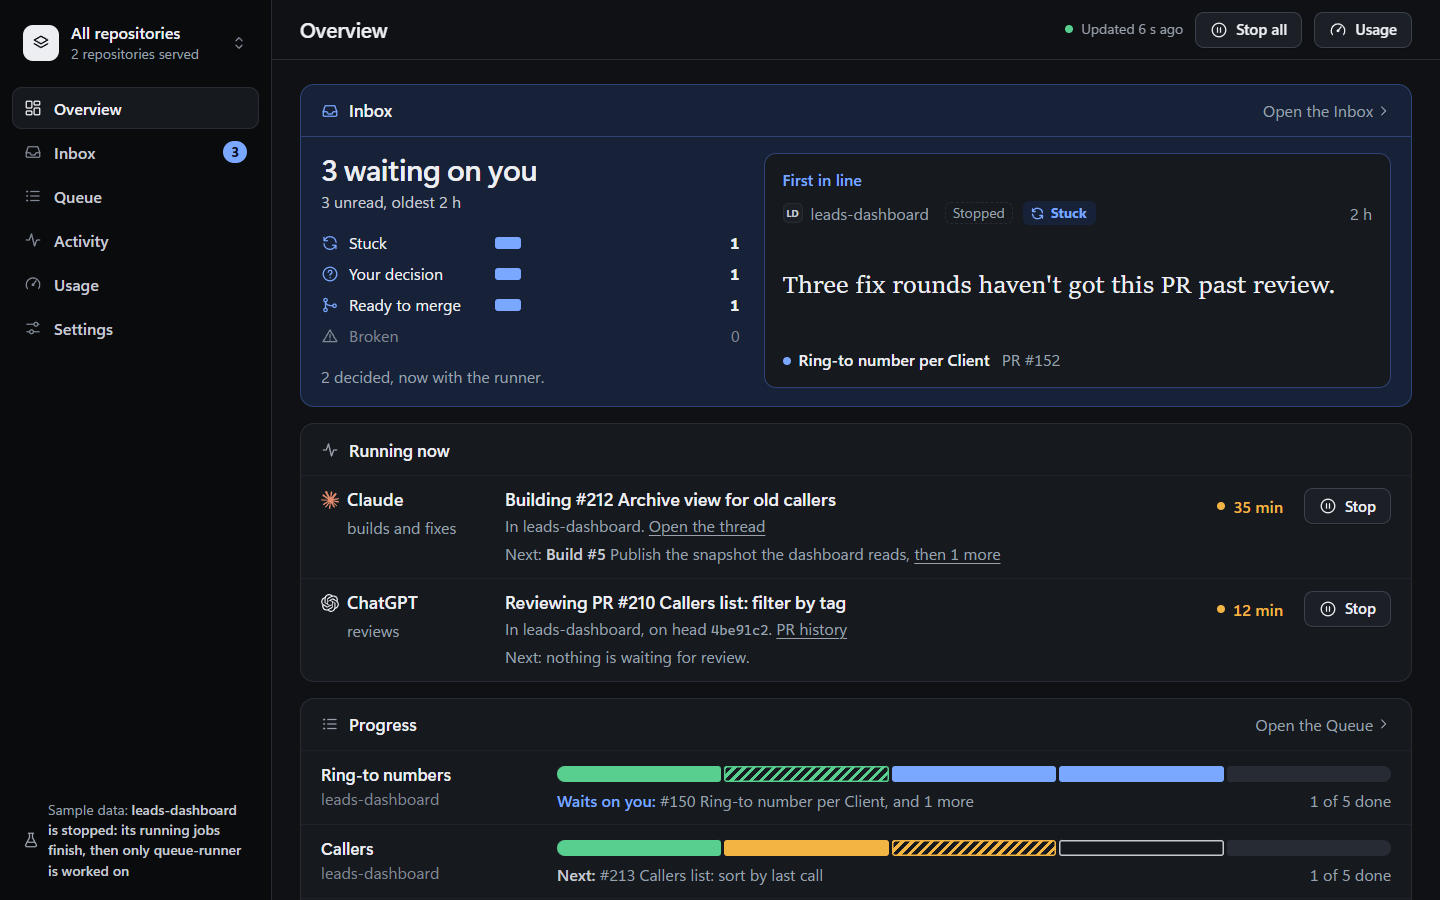 All repositories
2 repositories served
Overview
Inbox
3
Queue
Activity
Usage
Settings
Sample data: leads-dashboard
is stopped: its running jobs
finish, then only queue-runner
is worked on
Overview
Updated 6 s ago
Stop all
Usage
Inbox
Open the Inbox
3 waiting on you
3 unread, oldest 2 h
Stuck 1
Your decision 1
Ready to merge 1
Broken 0
2 decided, now with the runner.
First in line
LD leads-dashboard Stopped Stuck 2 h
Three fix rounds haven't got this PR past review.
Ring-to number per Client PR #152
Running now
Claude
builds and fixes
Building #212 Archive view for old callers
In leads-dashboard. Open the thread
Next: Build #5 Publish the snapshot the dashboard reads, then 1 more
35 min
Stop
ChatGPT
reviews
Reviewing PR #210 Callers list: filter by tag
In leads-dashboard, on head 4be91c2. PR history
Next: nothing is waiting for review.
12 min
Stop
Progress
Open the Queue
Ring-to numbers
leads-dashboard
Waits on you: #150 Ring-to number per Client, and 1 more
1 of 5 done
Callers
leads-dashboard
Next: #213 Callers list: sort by last call
1 of 5 done